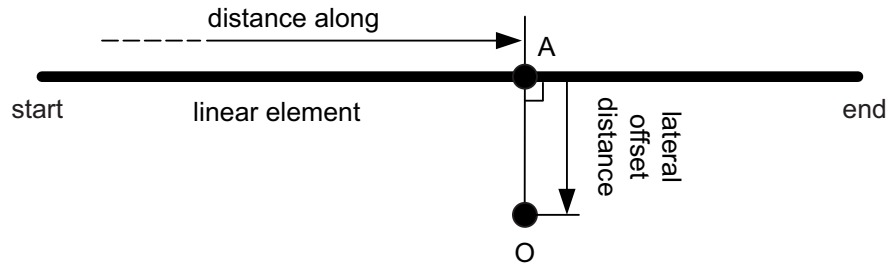 distance along
A
start
linear element
end
lateral
offset
distance
O